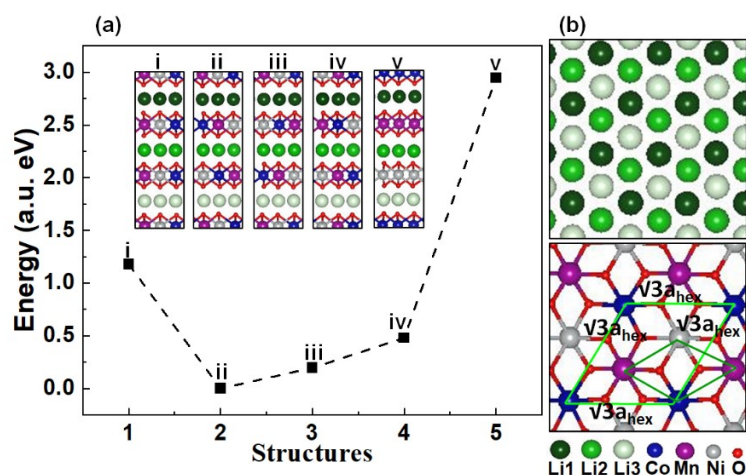 (a)
(b)
i ii iii iv v
v
3.0
2.5
2.0
1.5
1.0
0.5
0.0
Energy (a.u. eV)
i
ii
iii
iv
1 2 3 4 5
Structures
√3a_hex
√3a_hex √3a_hex
√3a_hex
Li1 Li2 Li3 Co Mn Ni O